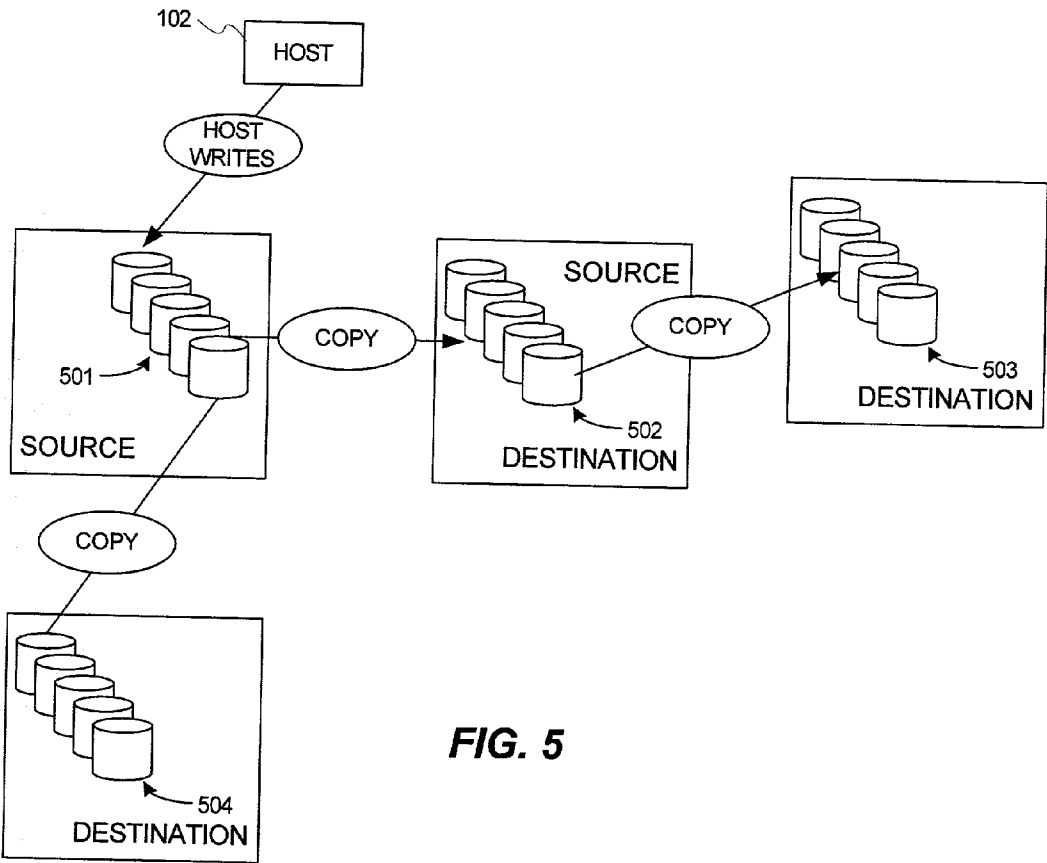 102
HOST
HOST
WRITES
SOURCE
COPY
COPY
501
503
DESTINATION
502
SOURCE
DESTINATION
COPY
504
DESTINATION
FIG. 5